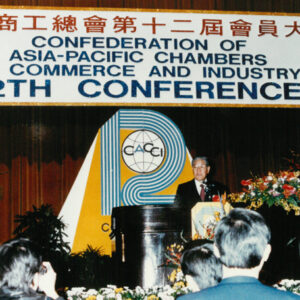 商工總會第十二屆會員大
CONFEDERATION OF
ASIA-PACIFIC CHAMBERS
COMMERCE AND INDUSTRY
2TH CONFERENCE
CACCI